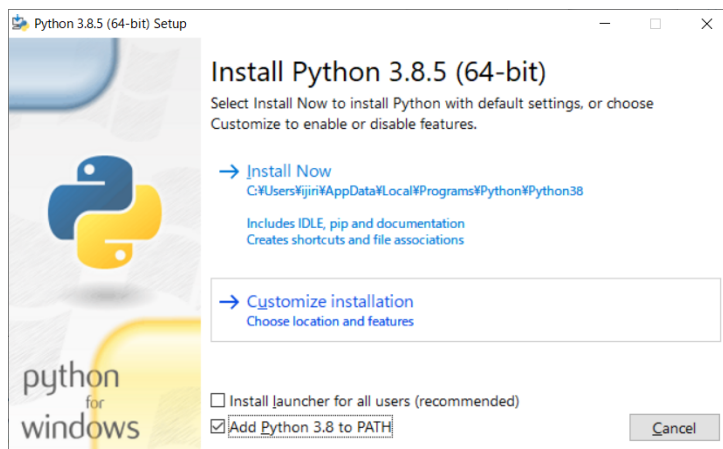 Python 3.8.5 (64-bit) Setup
Install Python 3.8.5 (64-bit)
Select Install Now to install Python with default settings, or choose
Customize to enable or disable features.
Install Now
C:¥Users¥ijiri¥AppData¥Local¥Programs¥Python¥Python38
Includes IDLE, pip and documentation
Creates shortcuts and file associations
Customize installation
Choose location and features
python
for
windows
Install launcher for all users (recommended)
Add Python 3.8 to PATH
Cancel